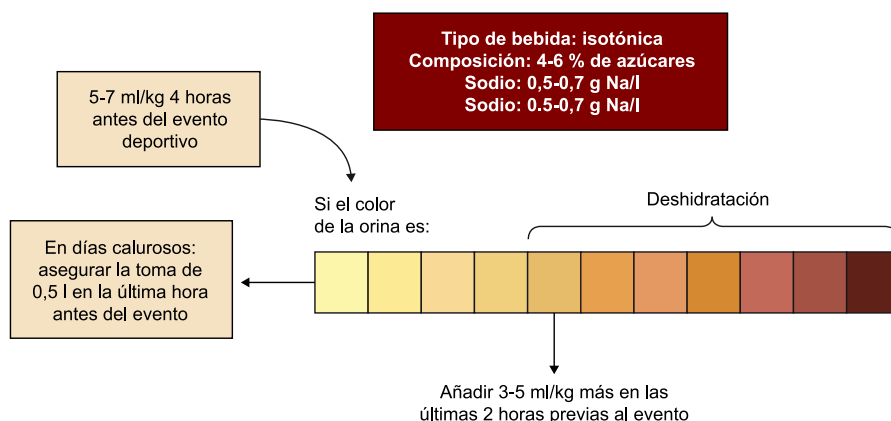 Tipo de bebida: isotónica
Composición: 4-6 % de azúcares
Sodio: 0,5-0,7 g Na/l
Sodio: 0.5-0,7 g Na/l
5-7 ml/kg 4 horas
antes del evento
deportivo
Si el color
de la orina es:
Deshidratación
En días calurosos:
asegurar la toma de
0,5 l en la última hora
antes del evento
Añadir 3-5 ml/kg más en las
últimas 2 horas previas al evento